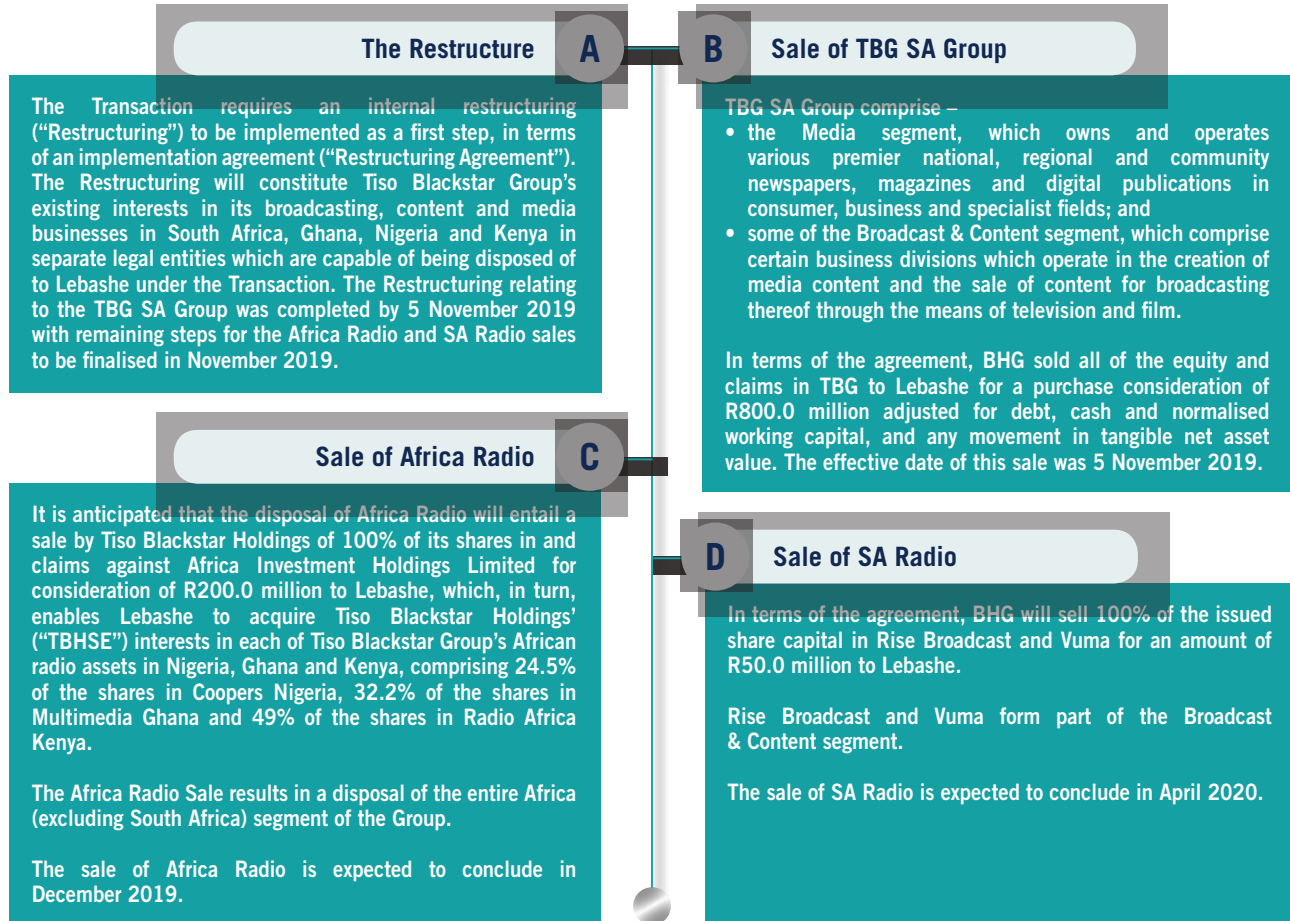 The Restructure
A
The Transaction requires an internal restructuring
(“Restructuring”) to be implemented as a first step, in terms
of an implementation agreement (“Restructuring Agreement”).
The Restructuring will constitute Tiso Blackstar Group’s
existing interests in its broadcasting, content and media
businesses in South Africa, Ghana, Nigeria and Kenya in
separate legal entities which are capable of being disposed of
to Lebashe under the Transaction. The Restructuring relating
to the TBG SA Group was completed by 5 November 2019
with remaining steps for the Africa Radio and SA Radio sales
to be finalised in November 2019.
B
Sale of TBG SA Group
TBG SA Group comprise –
• the Media segment, which owns and operates
various premier national, regional and community
newspapers, magazines and digital publications in
consumer, business and specialist fields; and
• some of the Broadcast & Content segment, which comprise
certain business divisions which operate in the creation of
media content and the sale of content for broadcasting
thereof through the means of television and film.
In terms of the agreement, BHG sold all of the equity and
claims in TBG to Lebashe for a purchase consideration of
R800.0 million adjusted for debt, cash and normalised
working capital, and any movement in tangible net asset
value. The effective date of this sale was 5 November 2019.
Sale of Africa Radio
C
It is anticipated that the disposal of Africa Radio will entail a
sale by Tiso Blackstar Holdings of 100% of its shares in and
claims against Africa Investment Holdings Limited for
consideration of R200.0 million to Lebashe, which, in turn,
enables Lebashe to acquire Tiso Blackstar Holdings’
(“TBHSE”) interests in each of Tiso Blackstar Group’s African
radio assets in Nigeria, Ghana and Kenya, comprising 24.5%
of the shares in Coopers Nigeria, 32.2% of the shares in
Multimedia Ghana and 49% of the shares in Radio Africa
Kenya.
The Africa Radio Sale results in a disposal of the entire Africa
(excluding South Africa) segment of the Group.
The sale of Africa Radio is expected to conclude in
December 2019.
D
Sale of SA Radio
In terms of the agreement, BHG will sell 100% of the issued
share capital in Rise Broadcast and Vuma for an amount of
R50.0 million to Lebashe.
Rise Broadcast and Vuma form part of the Broadcast
& Content segment.
The sale of SA Radio is expected to conclude in April 2020.